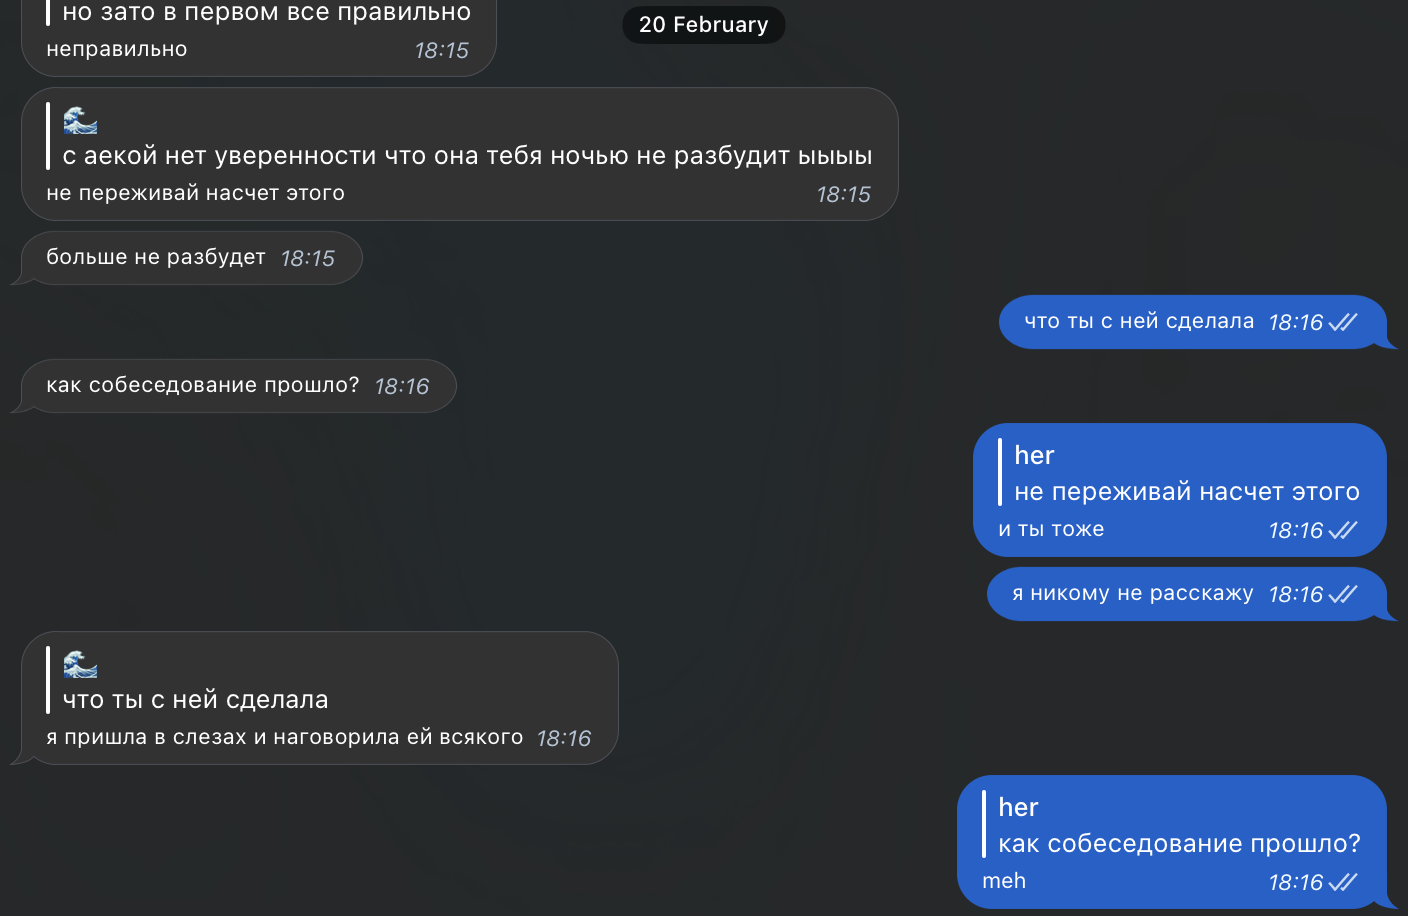 но зато в первом все правильно
20 February
неправильно 18:15
🌊
с аекой нет уверенности что она тебя ночью не разбудит ыыыы
не переживай насчет этого 18:15
больше не разбудет 18:15
что ты с ней сделала 18:16
как собеседование прошло? 18:16
her
не переживай насчет этого
и ты тоже 18:16
я никому не расскажу 18:16
🌊
что ты с ней сделала
я пришла в слезах и наговорила ей всякого 18:16
her
как собеседование прошло?
meh 18:16